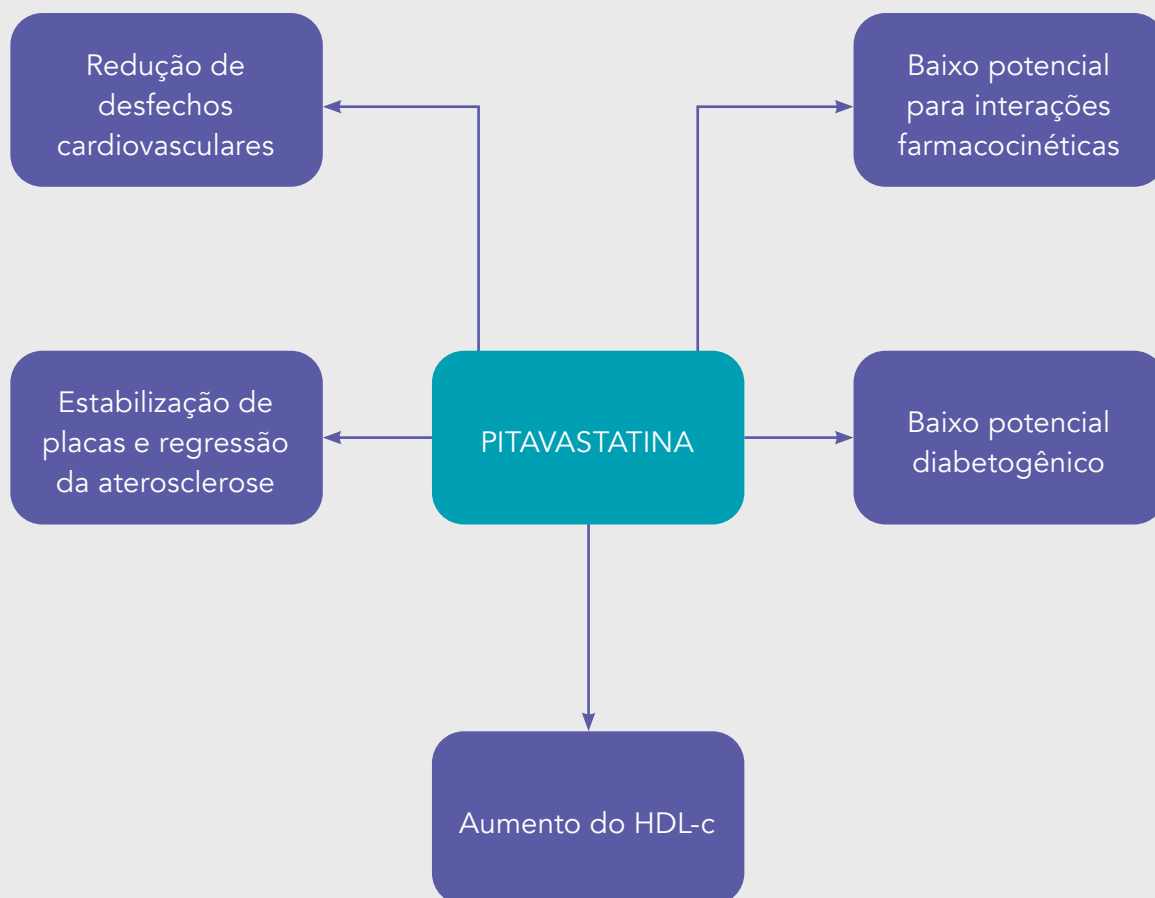 Redução de
desfechos
cardiovasculares
Baixo potencial
para interações
farmacocinéticas
Estabilização de
placas e regressão
da aterosclerose
PITAVASTATINA
Baixo potencial
diabetogênico
Aumento do HDL-c